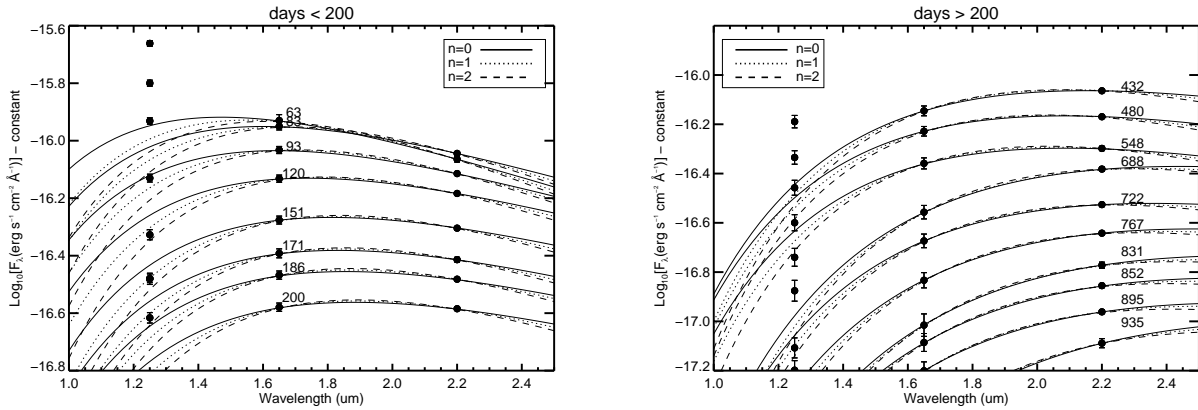 days < 200
Log₁₀[Fλ(erg s⁻¹ cm⁻² Å⁻¹)] – constant
−15.6
−15.8
−16.0
−16.2
−16.4
−16.6
−16.8
n=0
n=1
n=2
63
83
93
120
151
171
186
200
1.0 1.2 1.4 1.6 1.8 2.0 2.2 2.4
Wavelength (um)
days > 200
Log₁₀[Fλ(erg s⁻¹ cm⁻² Å⁻¹)] – constant
−16.0
−16.2
−16.4
−16.6
−16.8
−17.0
−17.2
n=0
n=1
n=2
432
480
548
688
722
767
831
852
895
935
1.0 1.2 1.4 1.6 1.8 2.0 2.2 2.4
Wavelength (um)